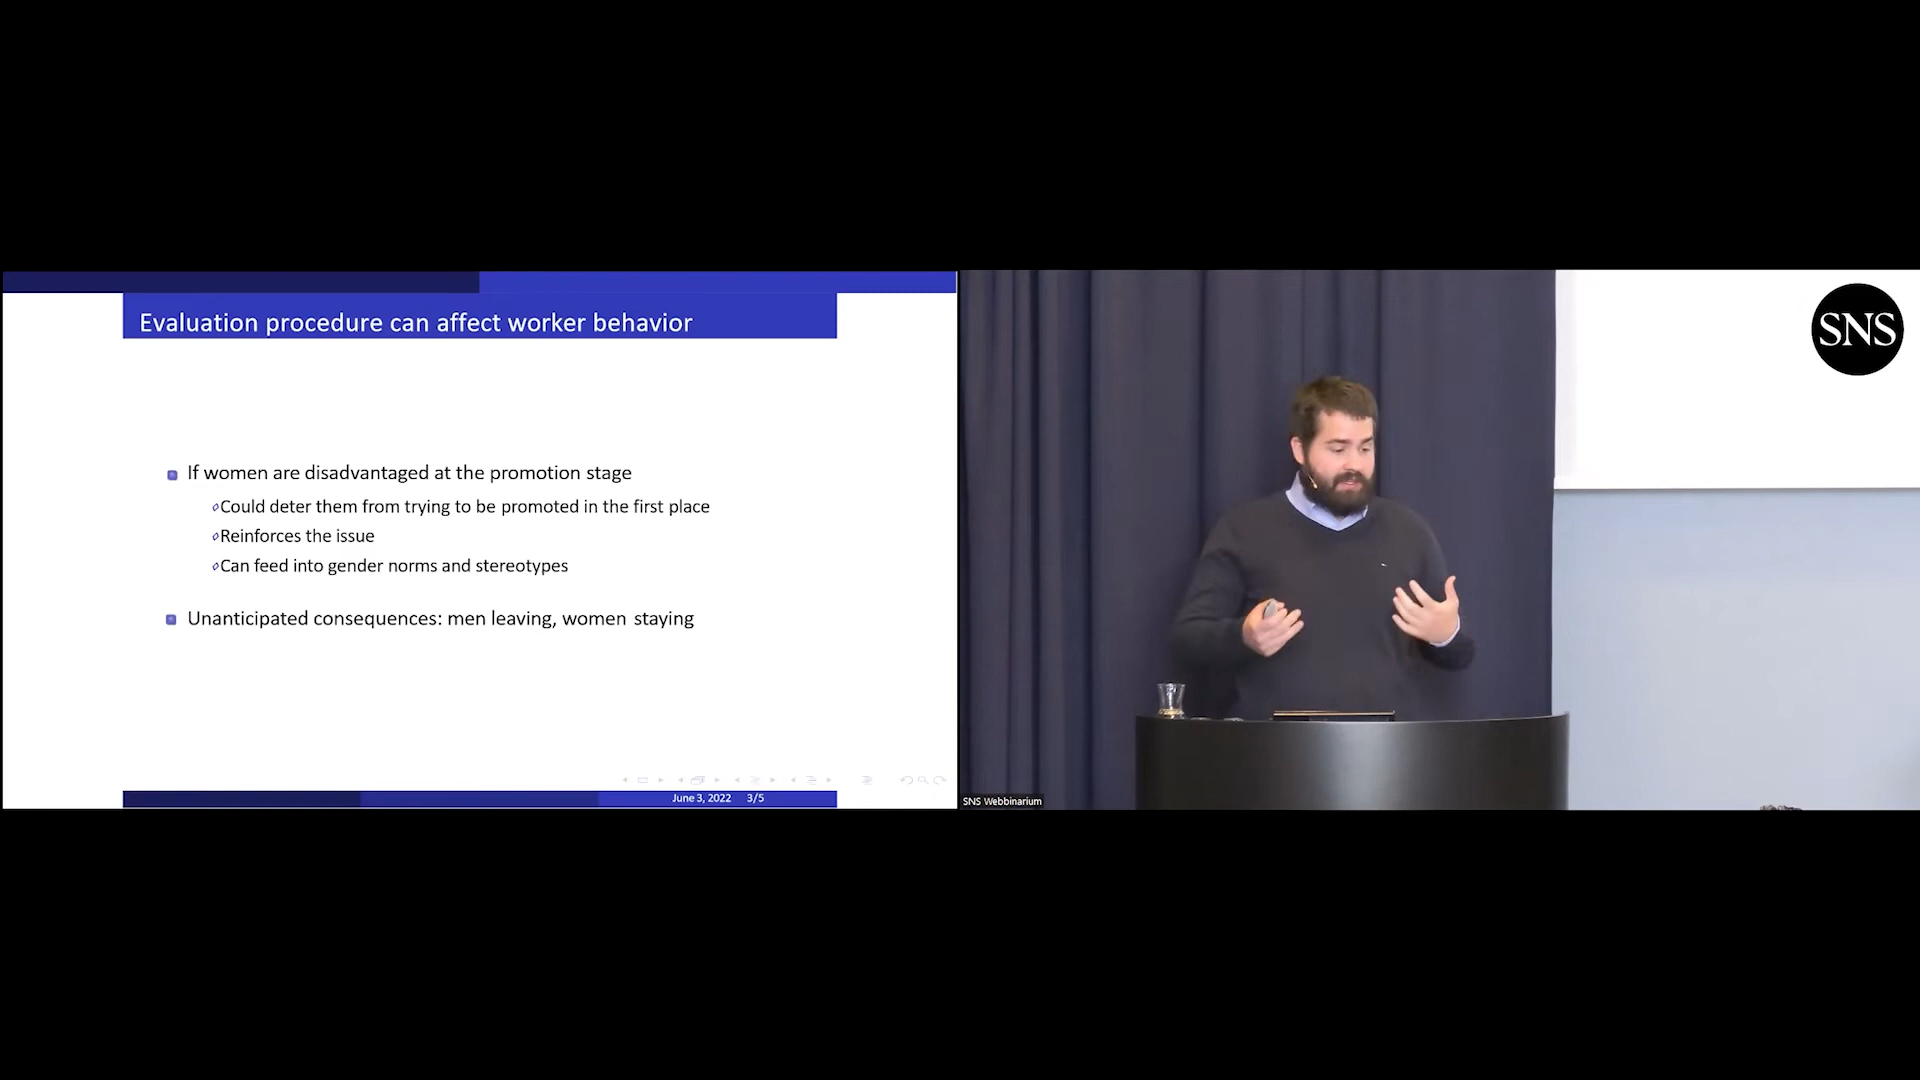 Evaluation procedure can affect worker behavior
If women are disadvantaged at the promotion stage
Could deter them from trying to be promoted in the first place
Reinforces the issue
Can feed into gender norms and stereotypes
Unanticipated consequences: men leaving, women staying
June 3, 2022 3/5
SNS
SNS Webbinarium